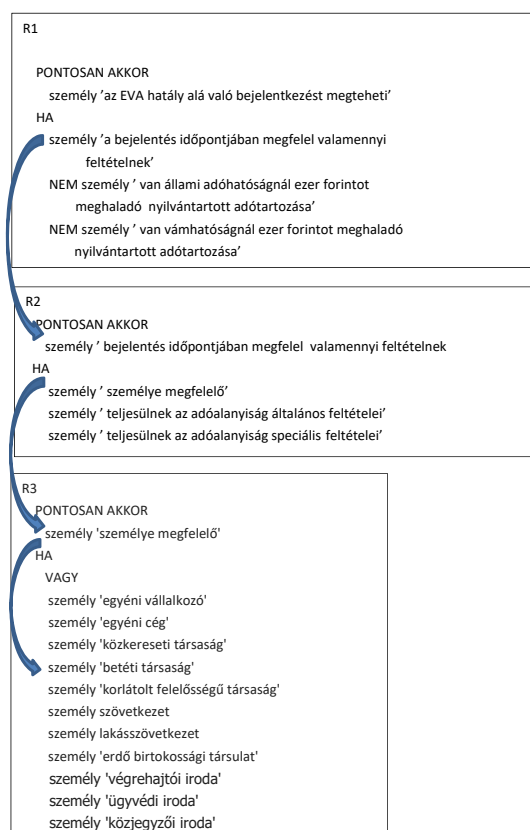 R1
PONTOSAN AKKOR
személy 'az EVA hatály alá való bejelentkezést megteheti'
HA
személy 'a bejelentés időpontjában megfelel valamennyi
feltételnek'
NEM személy ' van állami adóhatóságnál ezer forintot
meghaladó nyilvántartott adótartozása'
NEM személy ' van vámhatóságnál ezer forintot meghaladó
nyilvántartott adótartozása'
R2
PONTOSAN AKKOR
személy ' bejelentés időpontjában megfelel valamennyi feltételnek
HA
személy ' személye megfelelő'
személy ' teljesülnek az adóalanyiság általános feltételei'
személy ' teljesülnek az adóalanyiság speciális feltételei'
R3
PONTOSAN AKKOR
személy 'személye megfelelő'
HA
VAGY
személy 'egyéni vállalkozó'
személy 'egyéni cég'
személy 'közkereseti társaság'
személy 'betéti társaság'
személy 'korlátolt felelősségű társaság'
személy szövetkezet
személy lakásszövetkezet
személy 'erdő birtokossági társulat'
személy 'végrehajtói iroda'
személy 'ügyvédi iroda'
személy 'közjegyzői iroda'